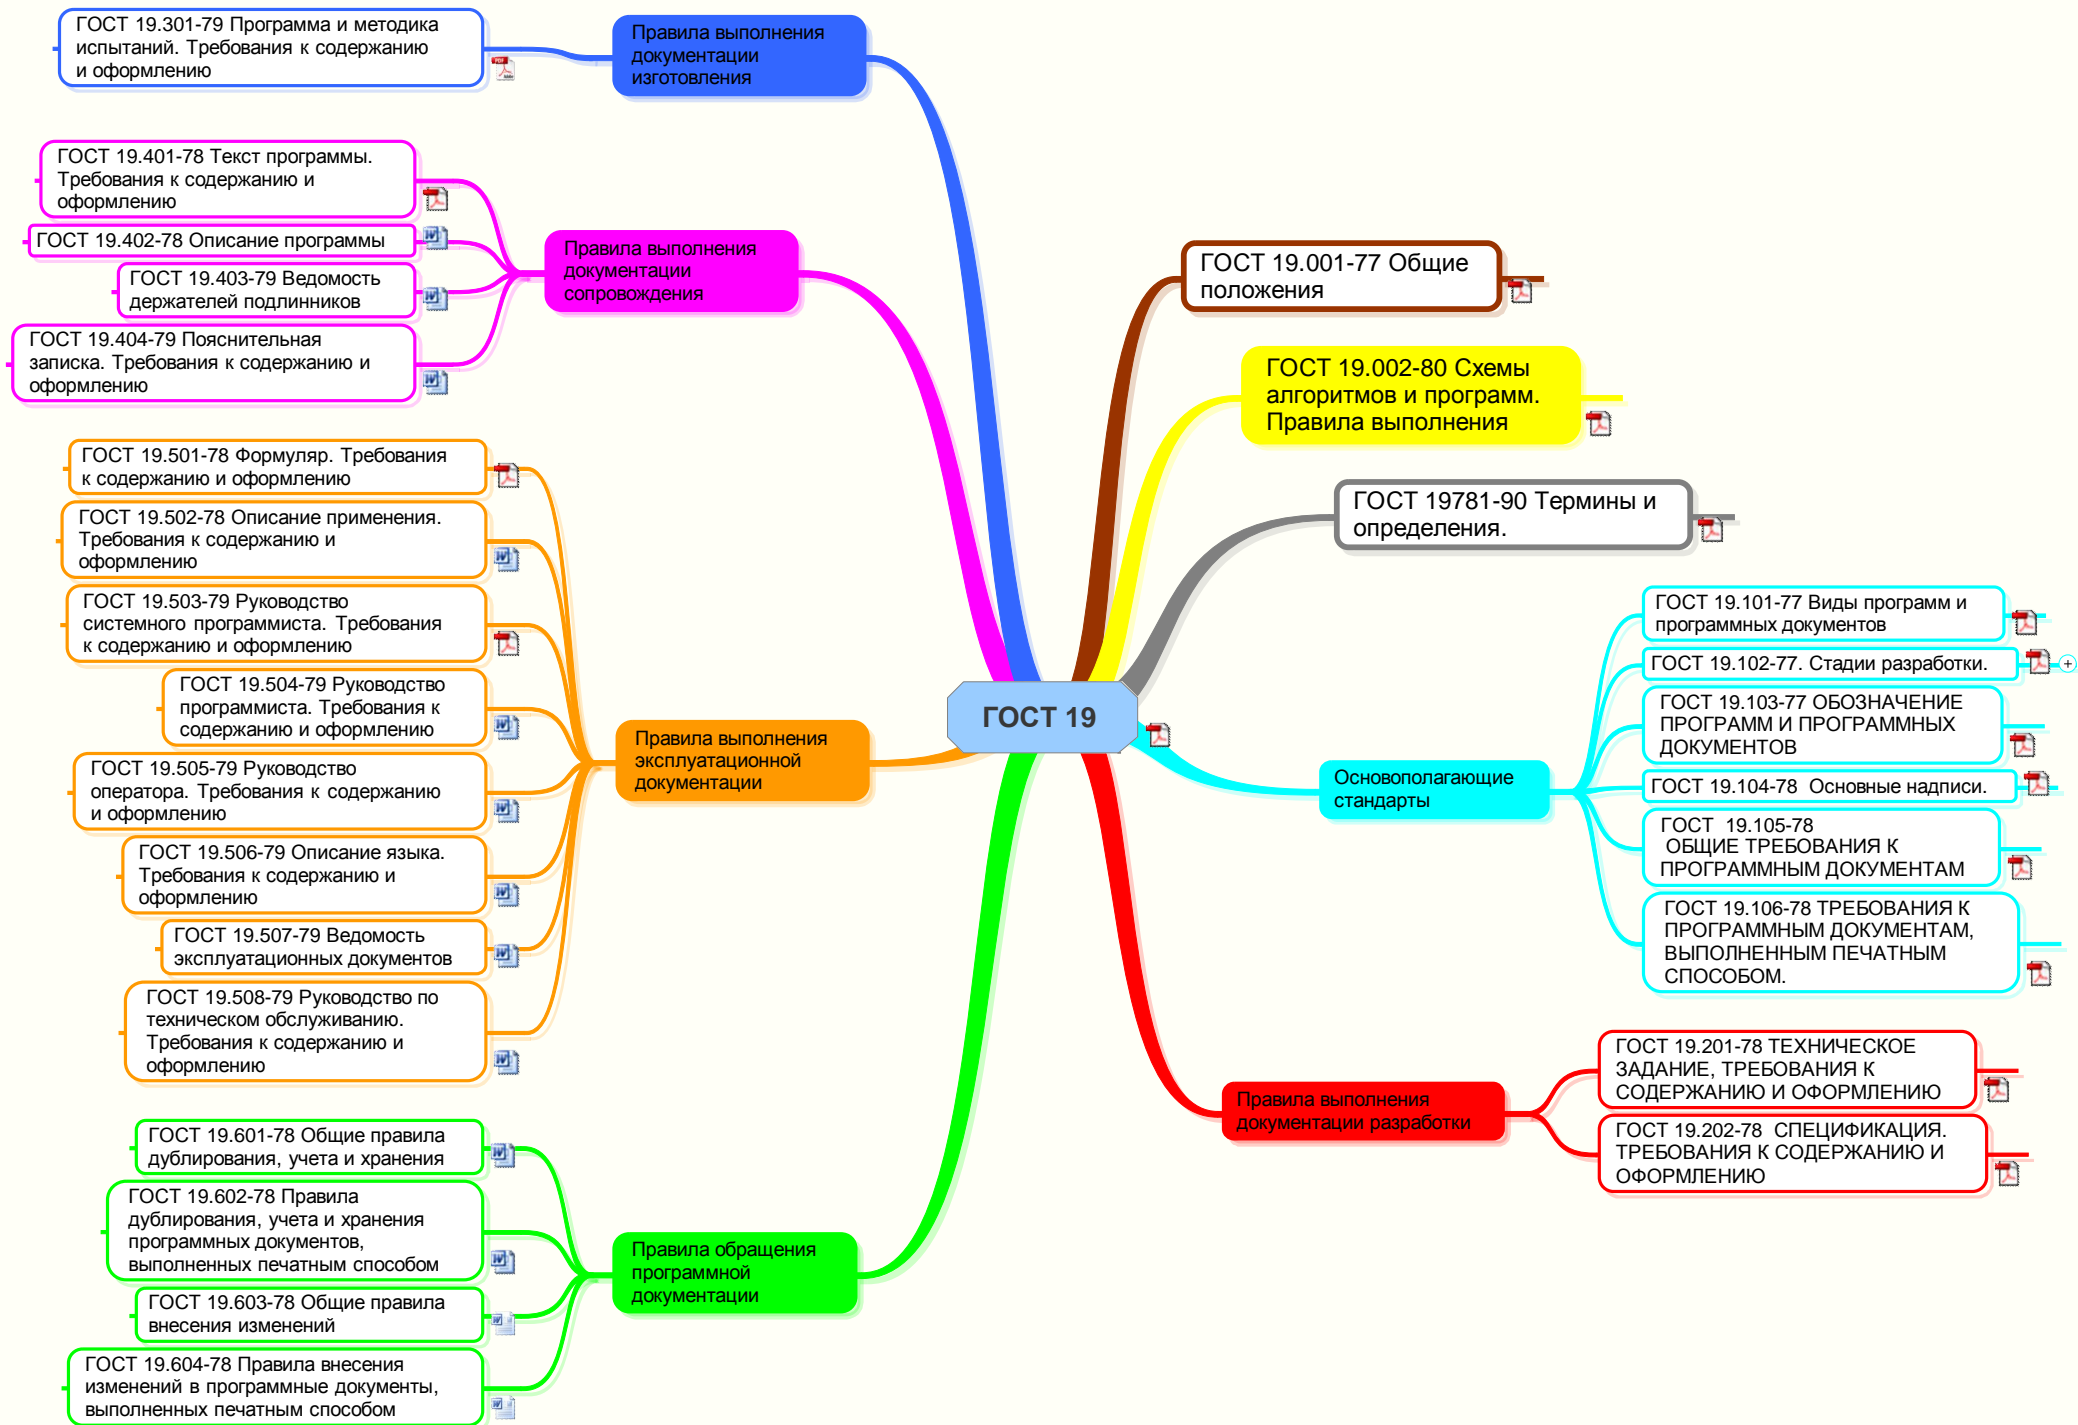 ГОСТ 19.301-79 Программа и методика
испытаний. Требования к содержанию
и оформлению
Правила выполнения
документации
изготовления
ГОСТ 19.401-78 Текст программы.
Требования к содержанию и
оформлению
ГОСТ 19.402-78 Описание программы
ГОСТ 19.403-79 Ведомость
держателей подлинников
ГОСТ 19.404-79 Пояснительная
записка. Требования к содержанию и
оформлению
Правила выполнения
документации
сопровождения
ГОСТ 19.501-78 Формуляр. Требования
к содержанию и оформлению
ГОСТ 19.502-78 Описание применения.
Требования к содержанию и
оформлению
ГОСТ 19.503-79 Руководство
системного программиста. Требования
к содержанию и оформлению
ГОСТ 19.504-79 Руководство
программиста. Требования к
содержанию и оформлению
ГОСТ 19.505-79 Руководство
оператора. Требования к содержанию
и оформлению
ГОСТ 19.506-79 Описание языка.
Требования к содержанию и
оформлению
ГОСТ 19.507-79 Ведомость
эксплуатационных документов
ГОСТ 19.508-79 Руководство по
техническом обслуживанию.
Требования к содержанию и
оформлению
Правила выполнения
эксплуатационной
документации
ГОСТ 19.601-78 Общие правила
дублирования, учета и хранения
ГОСТ 19.602-78 Правила
дублирования, учета и хранения
программных документов,
выполненных печатным способом
ГОСТ 19.603-78 Общие правила
внесения изменений
ГОСТ 19.604-78 Правила внесения
изменений в программные документы,
выполненных печатным способом
Правила обращения
программной
документации
ГОСТ 19
ГОСТ 19.001-77 Общие
положения
ГОСТ 19.002-80 Схемы
алгоритмов и программ.
Правила выполнения
ГОСТ 19781-90 Термины и
определения.
Основополагающие
стандарты
ГОСТ 19.101-77 Виды программ и
программных документов
ГОСТ 19.102-77. Стадии разработки.
ГОСТ 19.103-77 ОБОЗНАЧЕНИЕ
ПРОГРАММ И ПРОГРАММНЫХ
ДОКУМЕНТОВ
ГОСТ 19.104-78  Основные надписи.
ГОСТ  19.105-78
ОБЩИЕ ТРЕБОВАНИЯ К
ПРОГРАММНЫМ ДОКУМЕНТАМ
ГОСТ 19.106-78 ТРЕБОВАНИЯ К
ПРОГРАММНЫМ ДОКУМЕНТАМ,
ВЫПОЛНЕННЫМ ПЕЧАТНЫМ
СПОСОБОМ.
Правила выполнения
документации разработки
ГОСТ 19.201-78 ТЕХНИЧЕСКОЕ
ЗАДАНИЕ, ТРЕБОВАНИЯ К
СОДЕРЖАНИЮ И ОФОРМЛЕНИЮ
ГОСТ 19.202-78  СПЕЦИФИКАЦИЯ.
ТРЕБОВАНИЯ К СОДЕРЖАНИЮ И
ОФОРМЛЕНИЮ